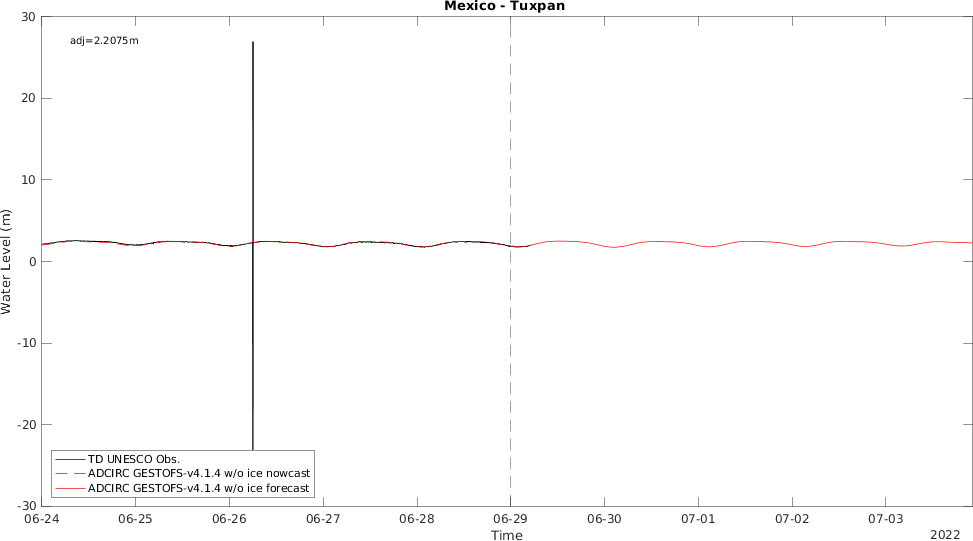 Mexico - Tuxpan
adj=2.2075m
30
20
10
0
-10
-20
-30
Water Level (m)
TD UNESCO Obs.
ADCIRC GESTOFS-v4.1.4 w/o ice nowcast
ADCIRC GESTOFS-v4.1.4 w/o ice forecast
06-24 06-25 06-26 06-27 06-28 06-29 06-30 07-01 07-02 07-03
Time
2022